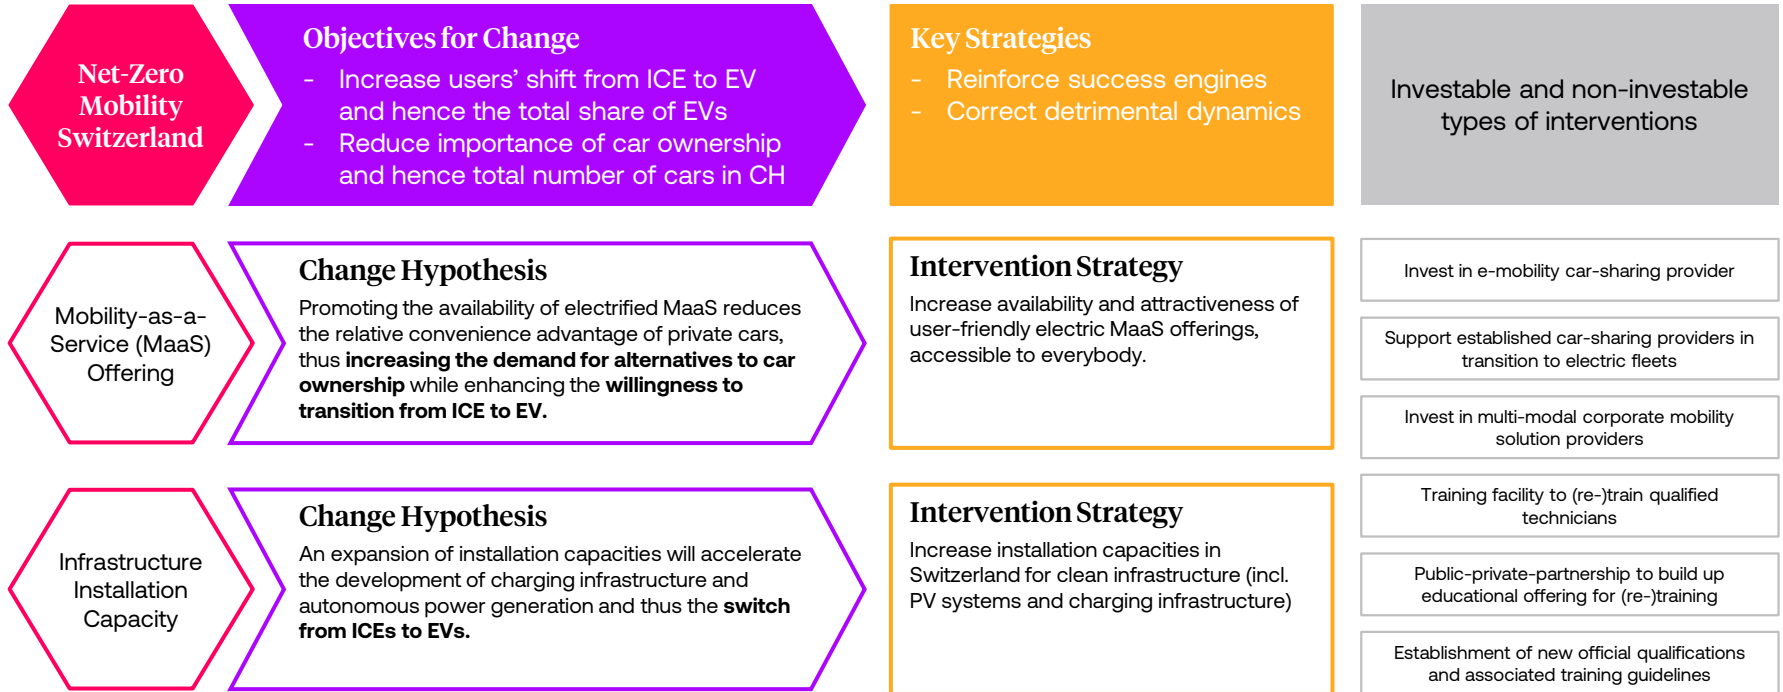 Net-Zero
Mobility
Switzerland
Objectives for Change
- Increase users' shift from ICE to EV
and hence the total share of EVs
- Reduce importance of car ownership
and hence total number of cars in CH
Key Strategies
- Reinforce success engines
- Correct detrimental dynamics
Investable and non-investable
types of interventions
Mobility-as-a-
Service (MaaS)
Offering
Change Hypothesis
Promoting the availability of electrified MaaS reduces
the relative convenience advantage of private cars,
thus increasing the demand for alternatives to car
ownership while enhancing the willingness to
transition from ICE to EV.
Intervention Strategy
Increase availability and attractiveness of
user-friendly electric MaaS offerings,
accessible to everybody.
Invest in e-mobility car-sharing provider
Support established car-sharing providers in
transition to electric fleets
Invest in multi-modal corporate mobility
solution providers
Infrastructure
Installation
Capacity
Change Hypothesis
An expansion of installation capacities will accelerate
the development of charging infrastructure and
autonomous power generation and thus the switch
from ICEs to EVs.
Intervention Strategy
Increase installation capacities in
Switzerland for clean infrastructure (incl.
PV systems and charging infrastructure)
Training facility to (re-)train qualified
technicians
Public-private-partnership to build up
educational offering for (re-)training
Establishment of new official qualifications
and associated training guidelines